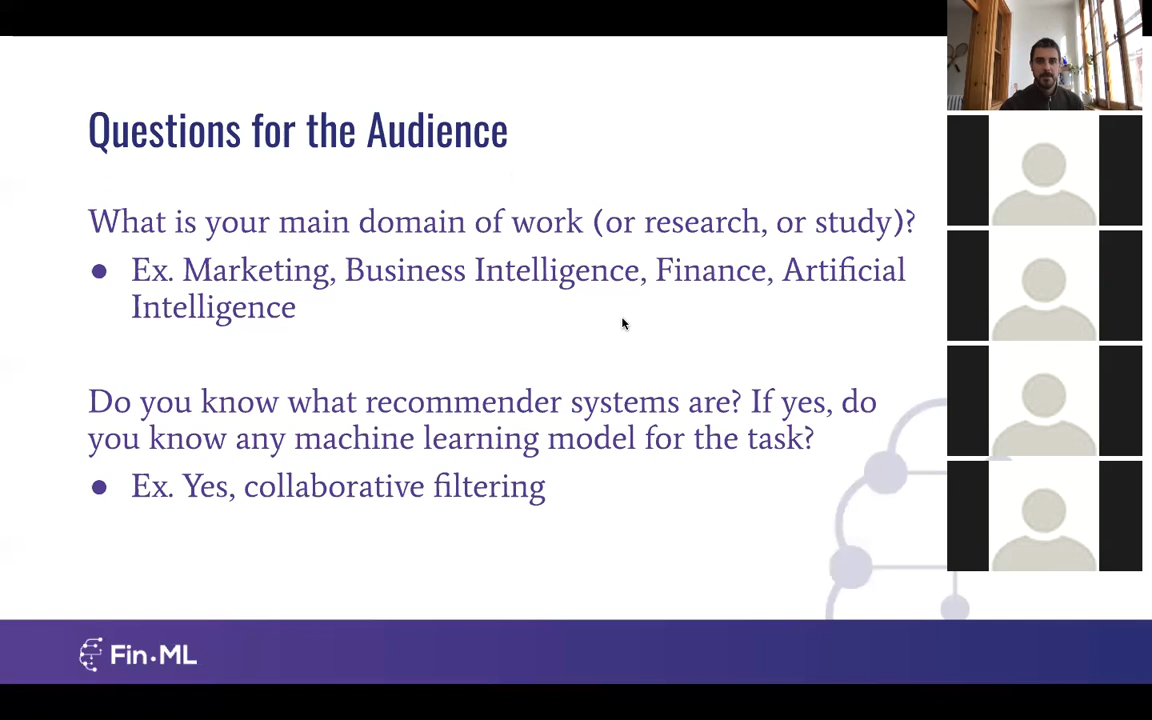 Questions for the Audience
What is your main domain of work (or research, or study)?
● Ex. Marketing, Business Intelligence, Finance, Artificial
Intelligence
Do you know what recommender systems are? If yes, do
you know any machine learning model for the task?
● Ex. Yes, collaborative filtering
Fin·ML